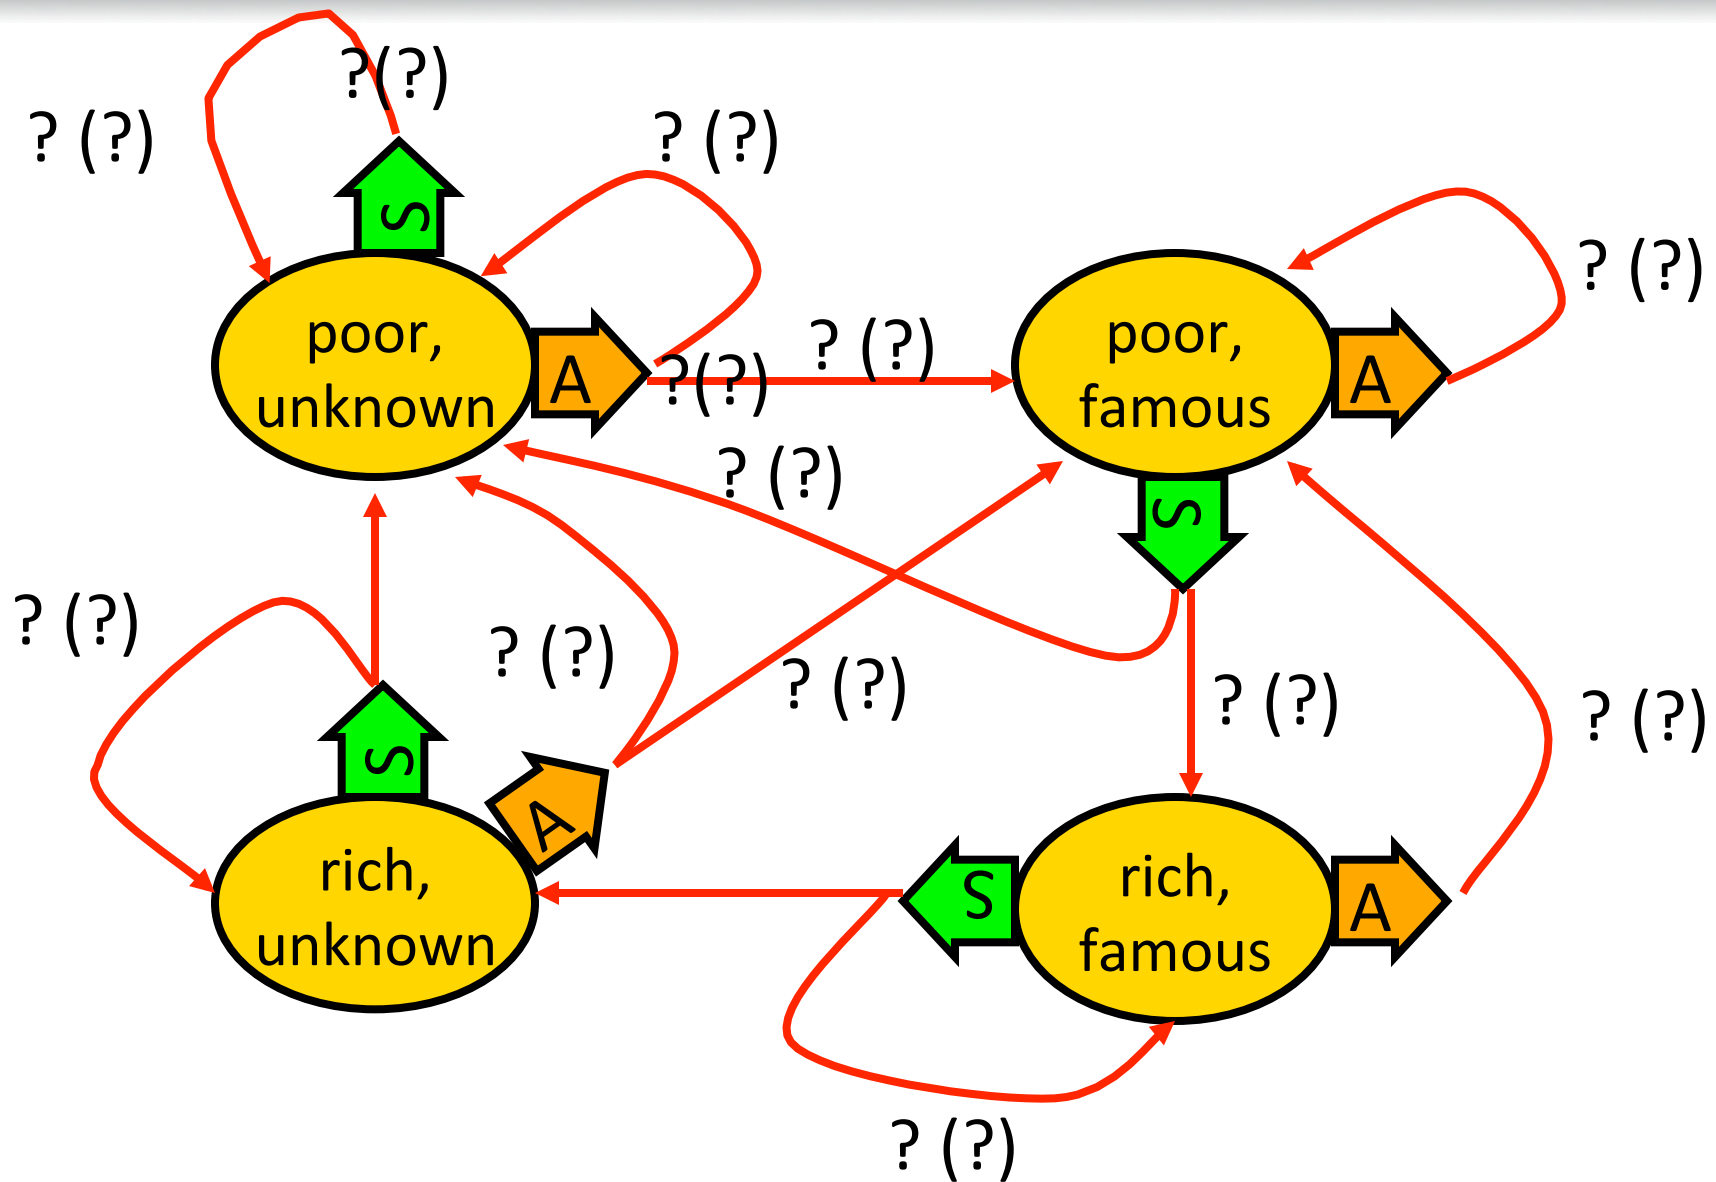 ?(?)
? (?)
? (?)
S
? (?)
? (?)
poor,
unknown
A
?(?)
poor,
famous
A
? (?)
S
? (?)
? (?)
? (?)
? (?)
? (?)
S
A
rich,
unknown
S
rich,
famous
A
? (?)